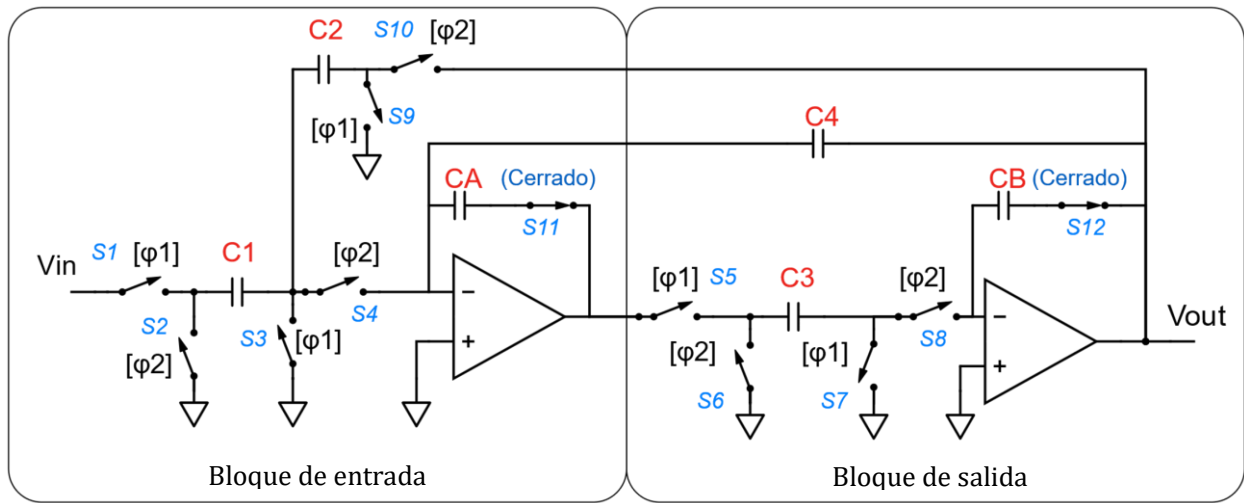 C2
S10
[φ2]
S9
[φ1]
C4
CA
(Cerrado)
S11
CB
(Cerrado)
S12
Vin
S1
[φ1]
C1
[φ2]
S4
S2
[φ2]
S3
[φ1]
−
+
[φ1]
S5
C3
[φ2]
S8
[φ2]
S6
[φ1]
S7
−
+
Vout
Bloque de entrada
Bloque de salida